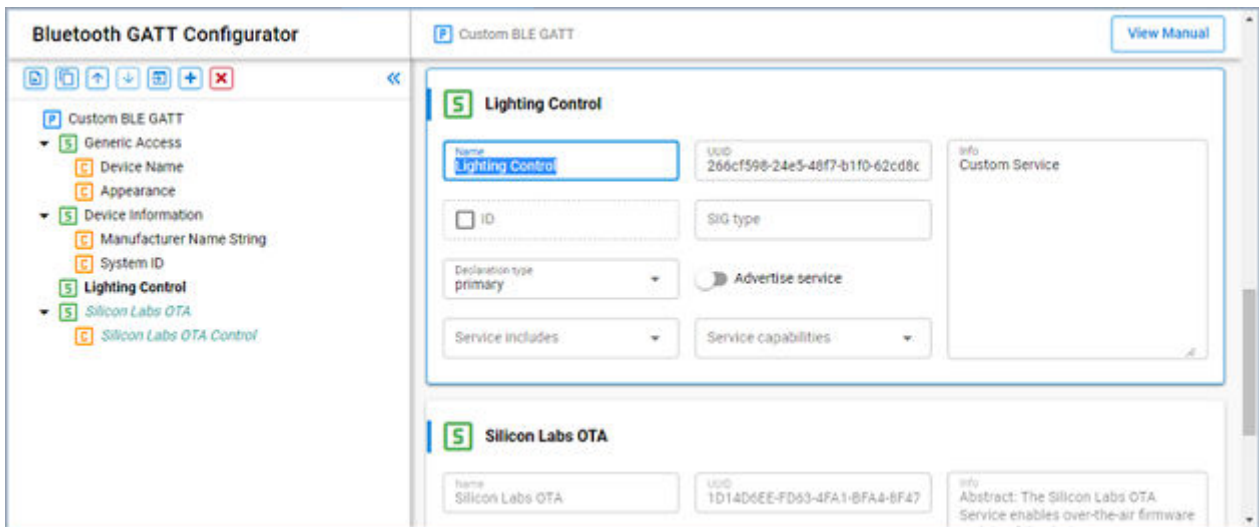 Bluetooth GATT Configurator
P Custom BLE GATT
View Manual
P Custom BLE GATT
S Generic Access
C Device Name
C Appearance
S Device Information
C Manufacturer Name String
C System ID
S Lighting Control
S Silicon Labs OTA
C Silicon Labs OTA Control
S Lighting Control
Name
Lighting Control
UUID
266cf598-24e5-48f7-b1f0-62cd8c
Info
Custom Service
ID
SIG type
Declaration type
primary
Advertise service
Service includes
Service capabilities
S Silicon Labs OTA
Name
Silicon Labs OTA
UUID
1D14D6EE-FD63-4FA1-BFA4-8F47
Info
Abstract: The Silicon Labs OTA
Service enables over-the-air firmware